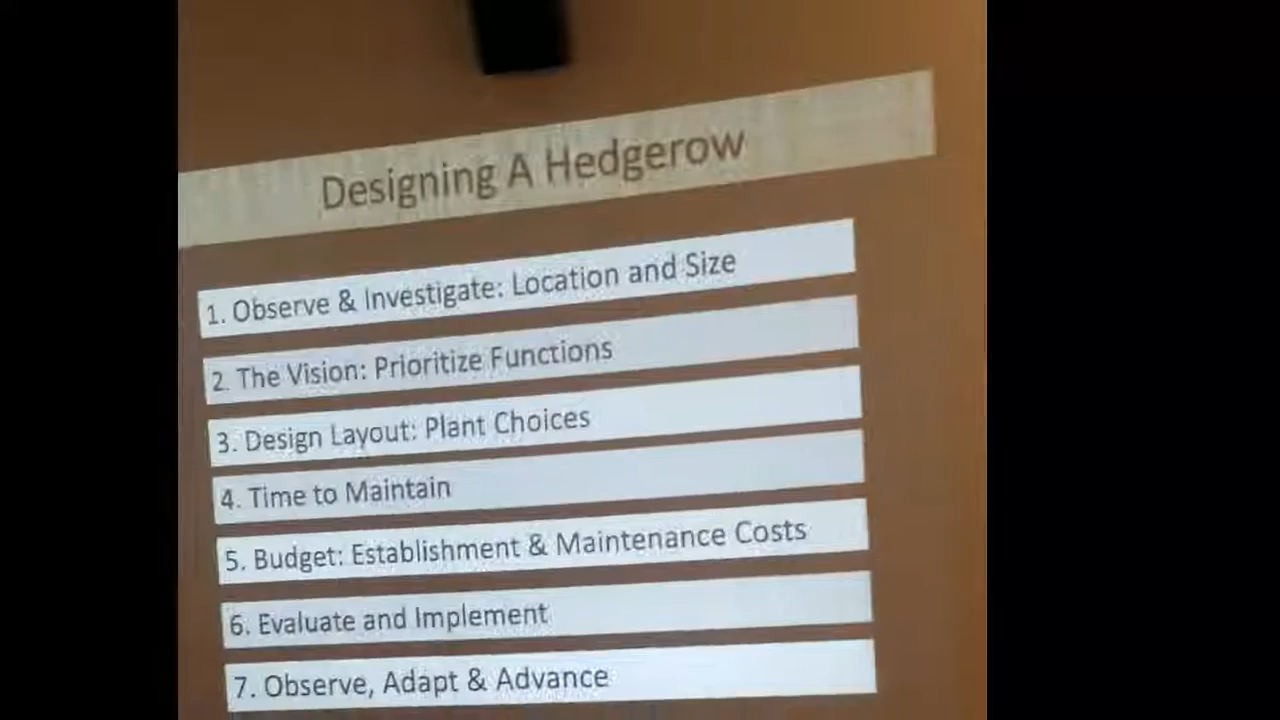 Designing A Hedgerow
1. Observe & Investigate: Location and Size
2. The Vision: Prioritize Functions
3. Design Layout: Plant Choices
4. Time to Maintain
5. Budget: Establishment & Maintenance Costs
6. Evaluate and Implement
7. Observe, Adapt & Advance